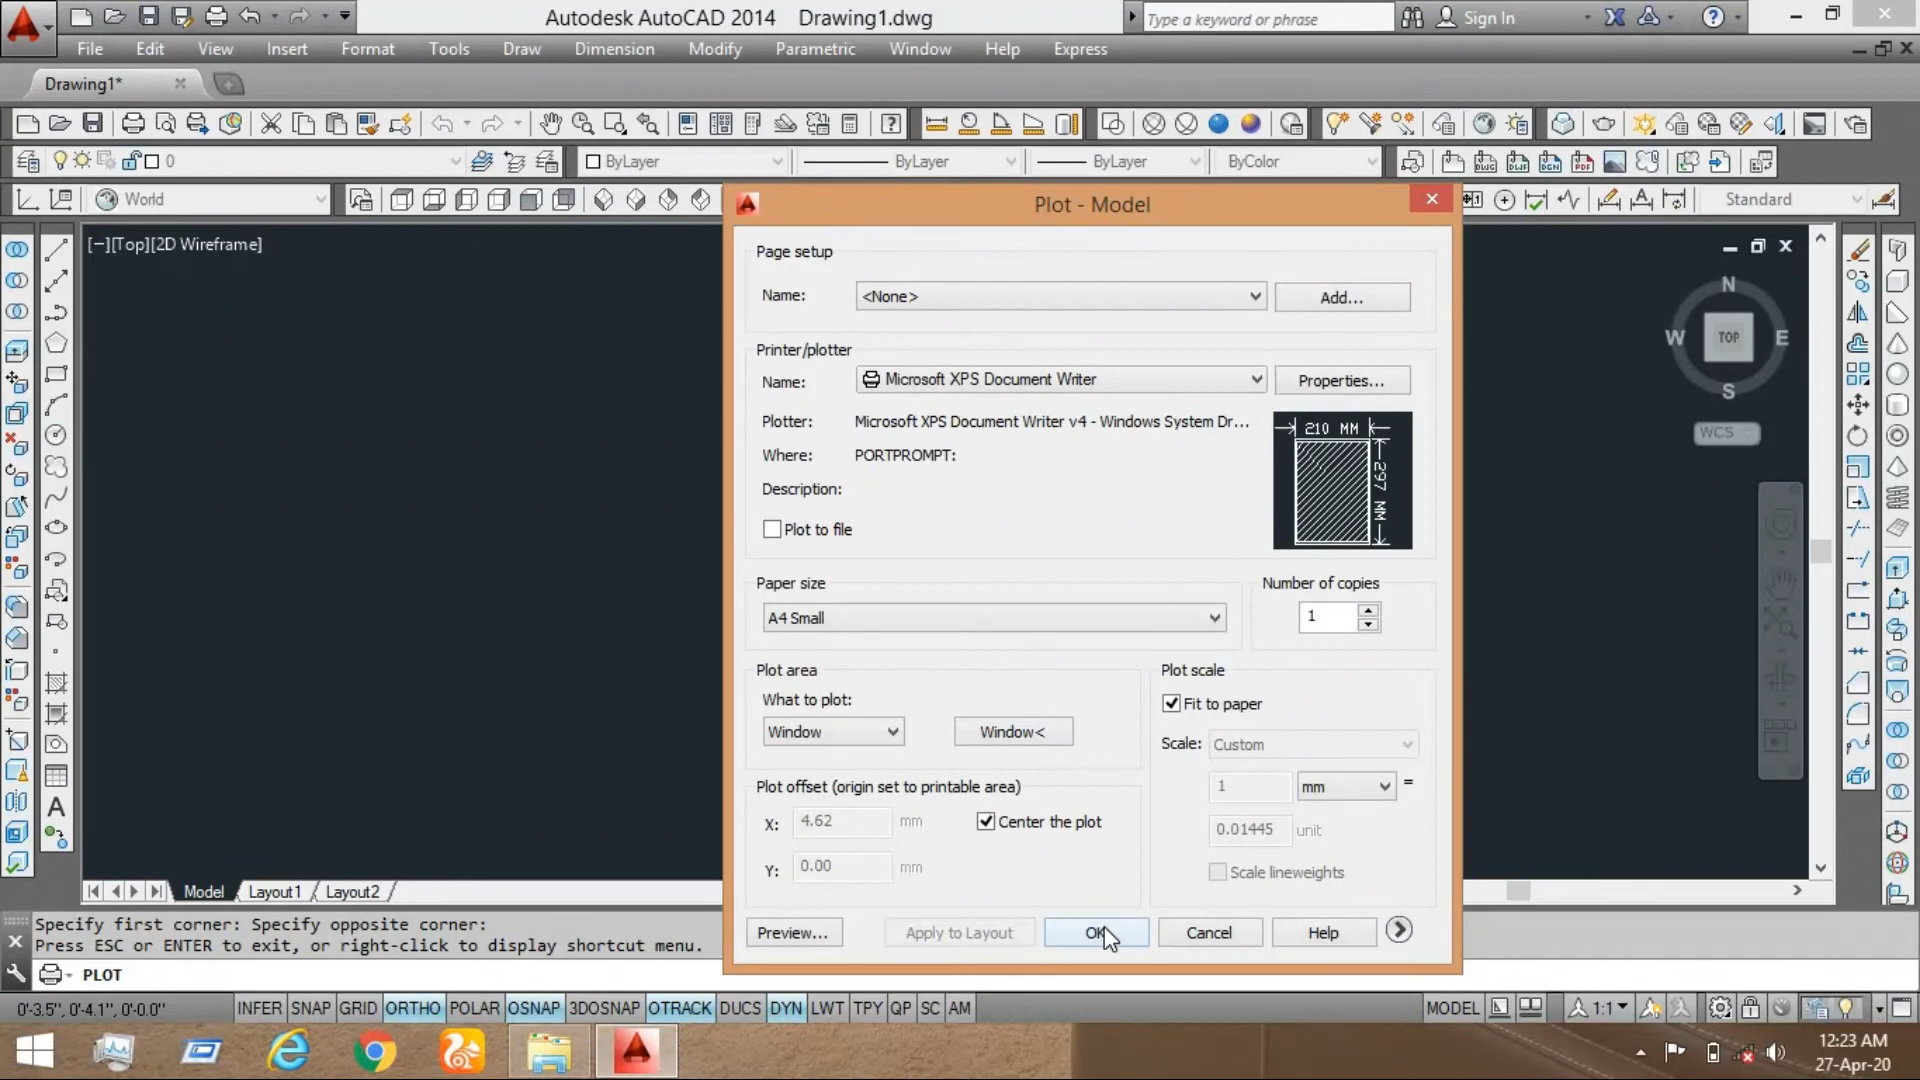 Autodesk AutoCAD 2014 Drawing1.dwg
Type a keyword or phrase
Sign In
File Edit View Insert Format Tools Draw Dimension Modify Parametric Window Help Express
Drawing1*
0
ByLayer
ByLayer
ByLayer
ByColor
World
Standard
[−][Top][2D Wireframe]
N
W TOP E
S
WCS
Plot - Model
Page setup
Name: <None> Add...
Printer/plotter
Name: Microsoft XPS Document Writer Properties...
Plotter: Microsoft XPS Document Writer v4 - Windows System Dr...
Where: PORTPROMPT:
Description:
Plot to file
210 MM
297 MM
Paper size
A4 Small
Number of copies
1
Plot area
What to plot:
Window Window<
Plot offset (origin set to printable area)
X: 4.62 mm Center the plot
Y: 0.00 mm
Plot scale
Fit to paper
Scale: Custom
1 mm =
0.01445 unit
Scale lineweights
Preview... Apply to Layout OK Cancel Help
Model Layout1 Layout2
Specify first corner: Specify opposite corner:
Press ESC or ENTER to exit, or right-click to display shortcut menu.
PLOT
0'-3.5", 0'-4.1", 0'-0.0" INFER SNAP GRID ORTHO POLAR OSNAP 3DOSNAP OTRACK DUCS DYN LWT TPY QP SC AM MODEL 1:1
12:23 AM
27-Apr-20